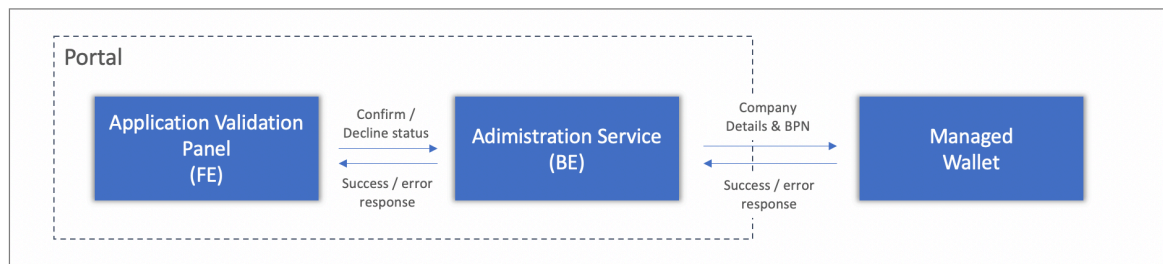 Portal
Application Validation
Panel
(FE)
Confirm /
Decline status
Success / error
response
Adimistration Service
(BE)
Company
Details & BPN
Success / error
response
Managed
Wallet